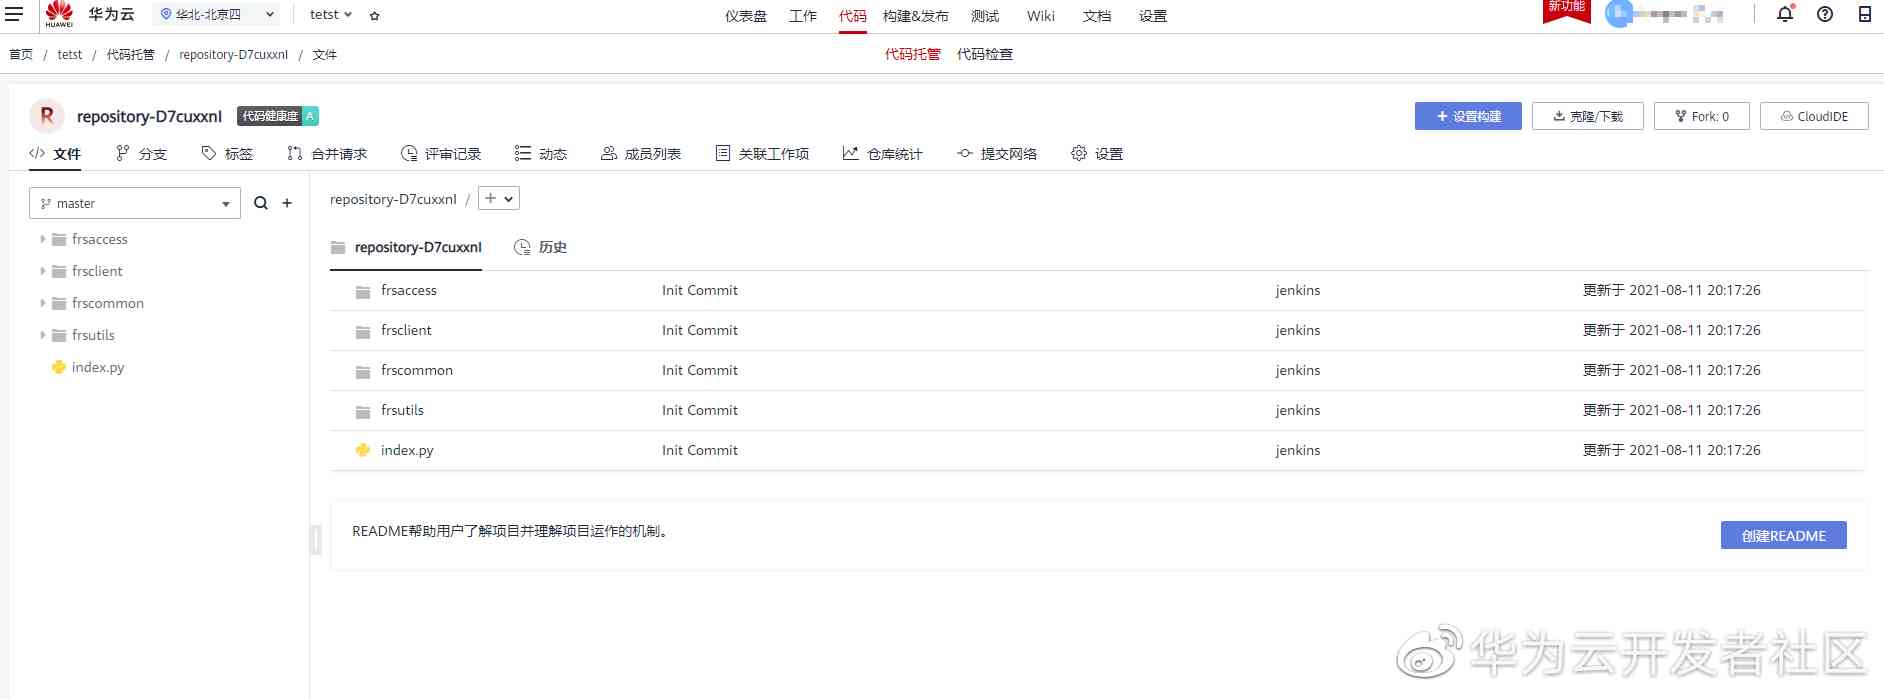 HUAWEI
华为云
华北-北京四
tetst
仪表盘
工作
代码
构建&发布
测试
Wiki
文档
设置
新功能
首页 / tetst / 代码托管 / repository-D7cuxxnl / 文件
代码托管
代码检查
R
repository-D7cuxxnl
代码健康度 A
+ 设置构建
克隆/下载
Fork: 0
CloudIDE
</> 文件
分支
标签
合并请求
评审记录
动态
成员列表
关联工作项
仓库统计
提交网络
设置
master
frsaccess
frsclient
frscommon
frsutils
index.py
repository-D7cuxxnl / +
repository-D7cuxxnl
历史
frsaccess Init Commit jenkins 更新于 2021-08-11 20:17:26
frsclient Init Commit jenkins 更新于 2021-08-11 20:17:26
frscommon Init Commit jenkins 更新于 2021-08-11 20:17:26
frsutils Init Commit jenkins 更新于 2021-08-11 20:17:26
index.py Init Commit jenkins 更新于 2021-08-11 20:17:26
README帮助用户了解项目并理解项目运作的机制。
创建README
华为云开发者社区